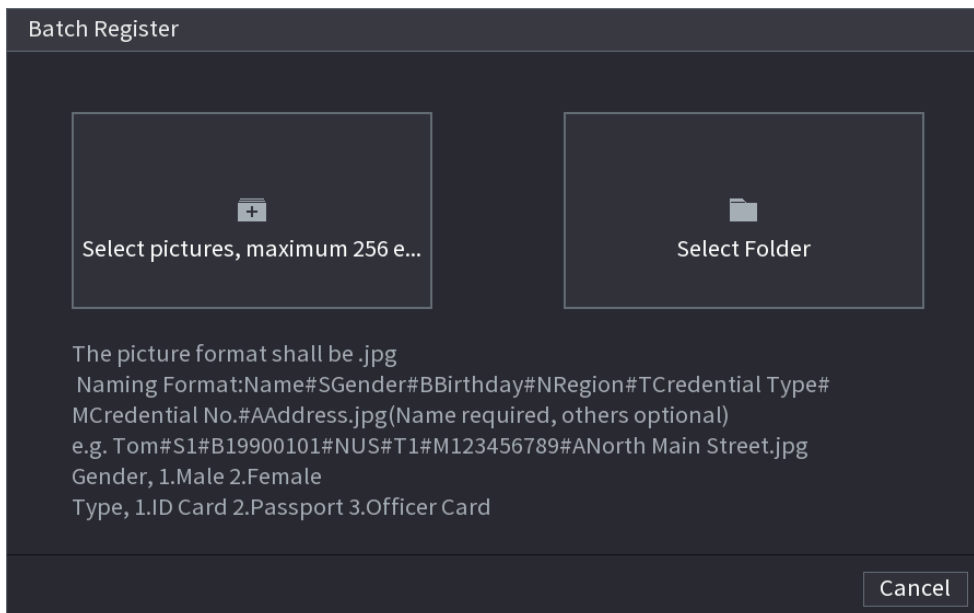 Batch Register
Select pictures, maximum 256 e...
Select Folder
The picture format shall be .jpg
Naming Format:Name#SGender#BBirthday#NRegion#TCredential Type#
MCredential No.#AAddress.jpg(Name required, others optional)
e.g. Tom#S1#B19900101#NUS#T1#M123456789#ANorth Main Street.jpg
Gender, 1.Male 2.Female
Type, 1.ID Card 2.Passport 3.Officer Card
Cancel